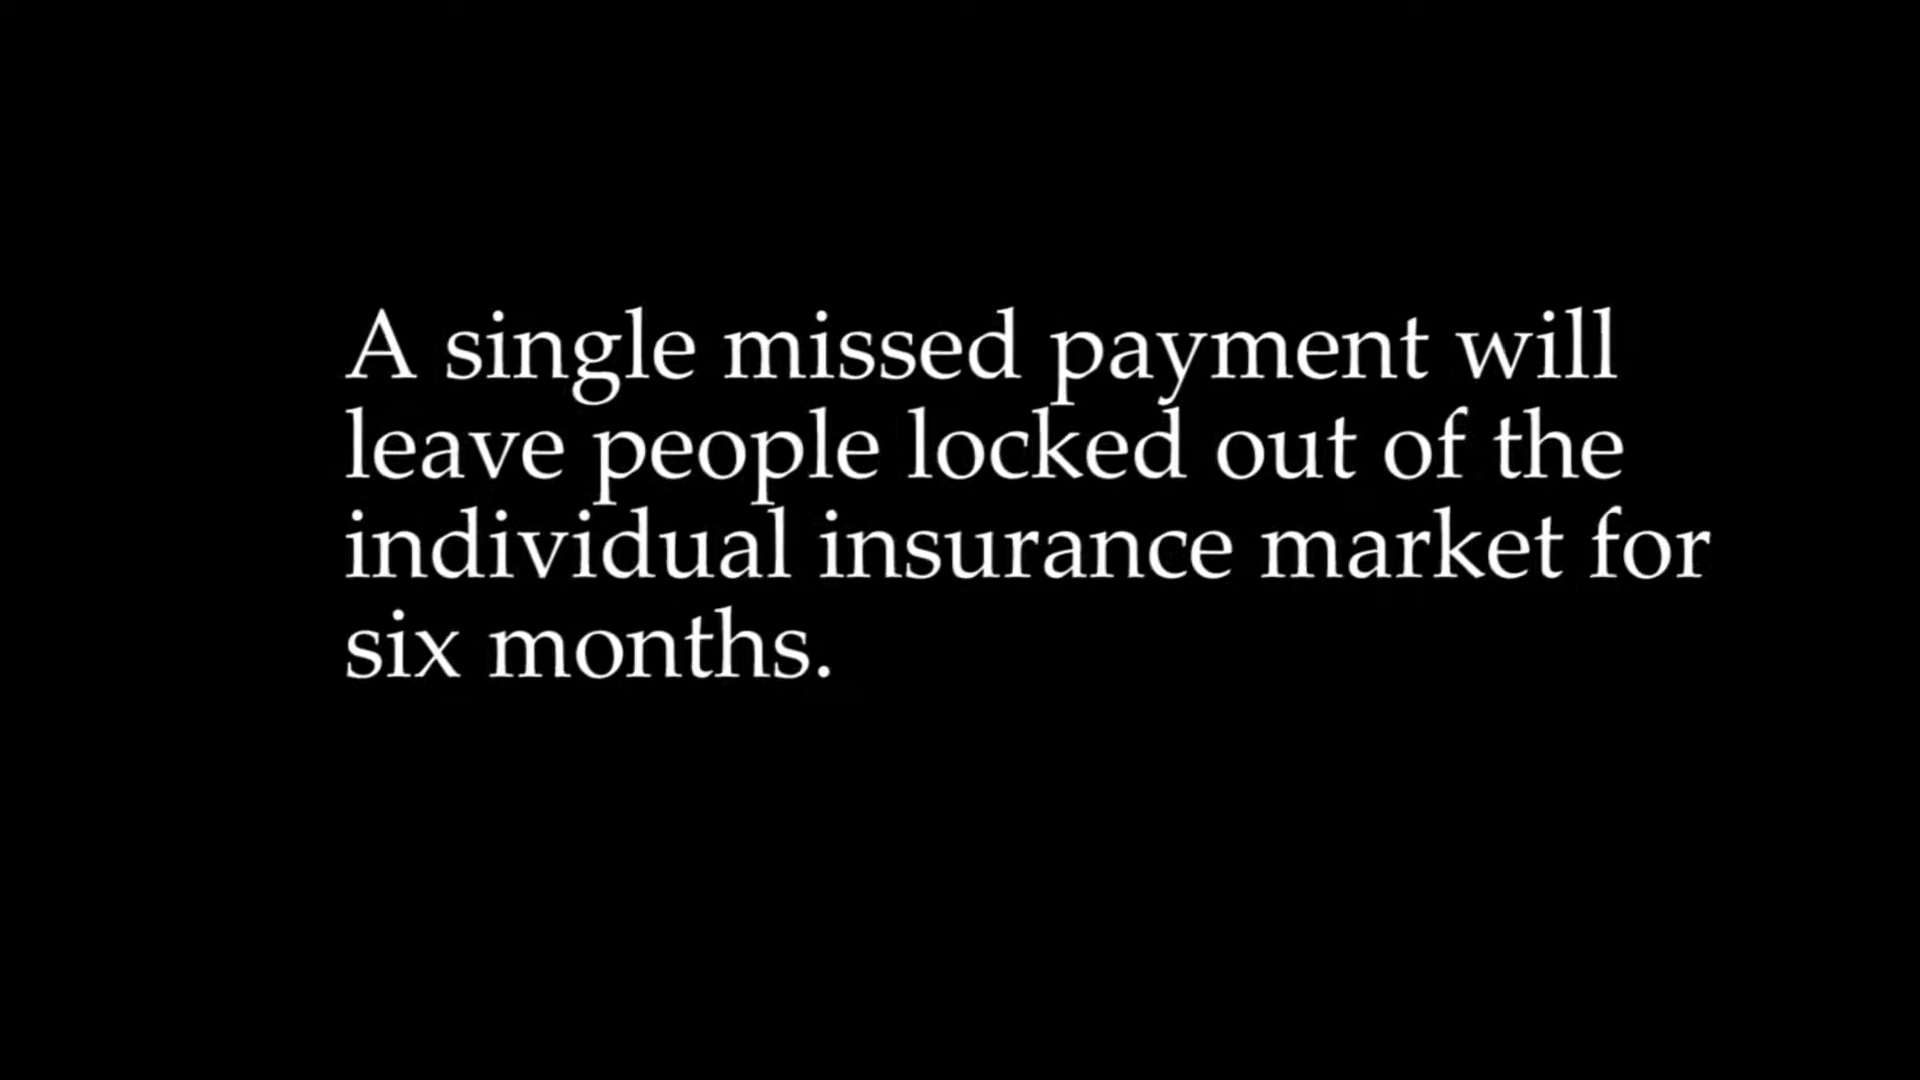 A single missed payment will
leave people locked out of the
individual insurance market for
six months.